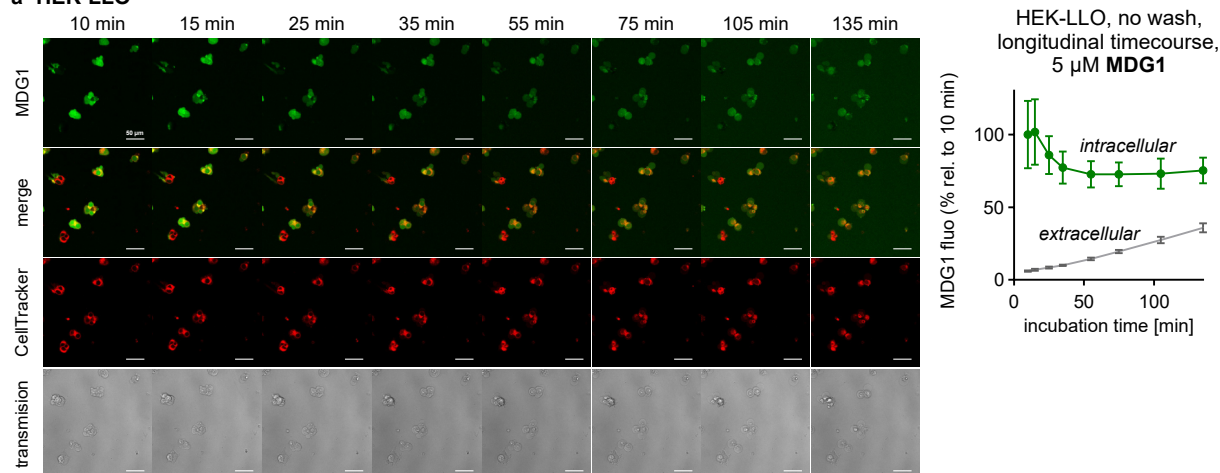 a HEK-LLO
10 min 15 min 25 min 35 min 55 min 75 min 105 min 135 min
MDG1
50 µm
merge
CellTracker
transmision
HEK-LLO, no wash,
longitudinal timecourse,
5 µM MDG1
MDG1 fluo (% rel. to 10 min)
100
50
0
intracellular
extracellular
0 50 100
incubation time [min]